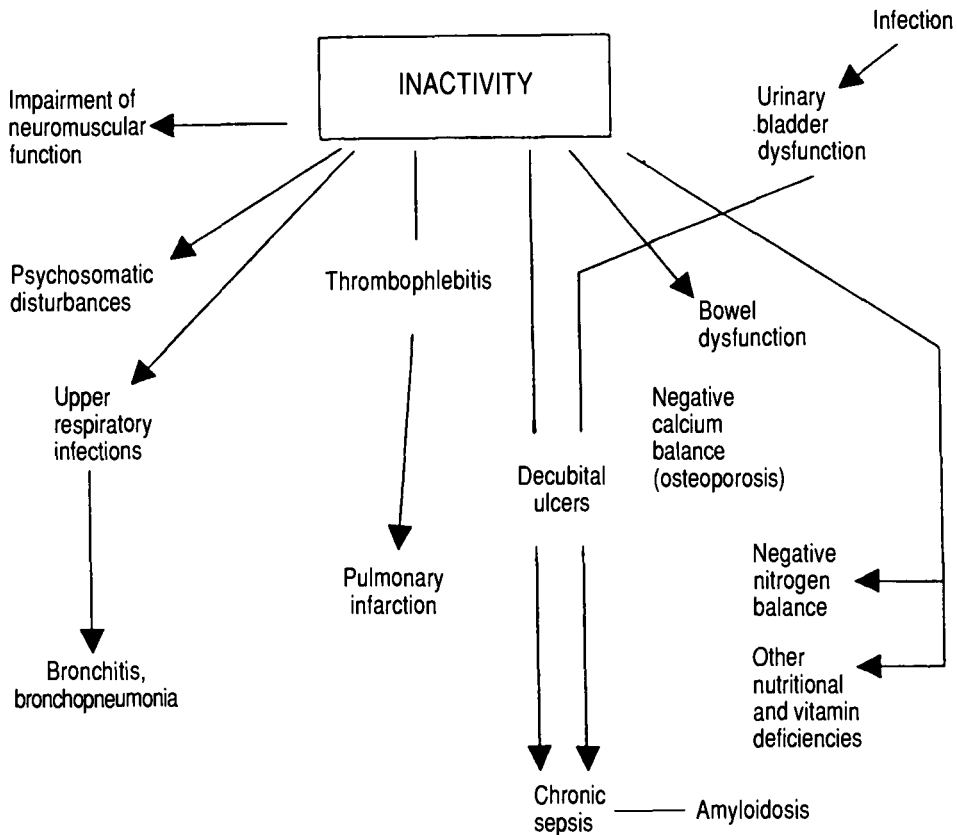 INACTIVITY
Infection
Impairment of
neuromuscular
function
Urinary
bladder
dysfunction
Psychosomatic
disturbances
Thrombophlebitis
Bowel
dysfunction
Upper
respiratory
infections
Negative
calcium
balance
(osteoporosis)
Decubital
ulcers
Pulmonary
infarction
Negative
nitrogen
balance
Bronchitis,
bronchopneumonia
Other
nutritional
and vitamin
deficiencies
Chronic
sepsis
Amyloidosis